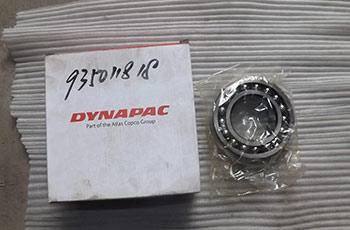 935011818
DYNAPAC
Part of the Atlas Copco Group